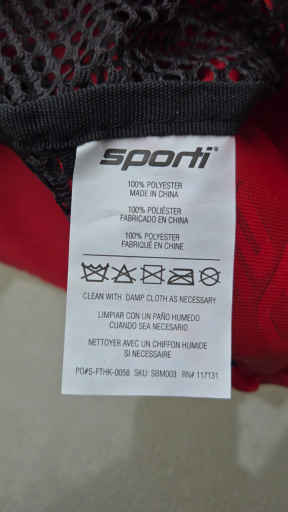 sporti
100% POLYESTER
MADE IN CHINA
100% POLIÉSTER
FABRICADO EN CHINA
100% POLYESTER
FABRIQUÉ EN CHINE
CLEAN WITH DAMP CLOTH AS NECESSARY
LIMPIAR CON UN PAÑO HUMEDO
CUANDO SEA NECESARIO
NETTOYER AVEC UN CHIFFON HUMIDE
SI NECESSAIRE
PO#S-FTHK-0056 SKU: SBM003 RN# 117131